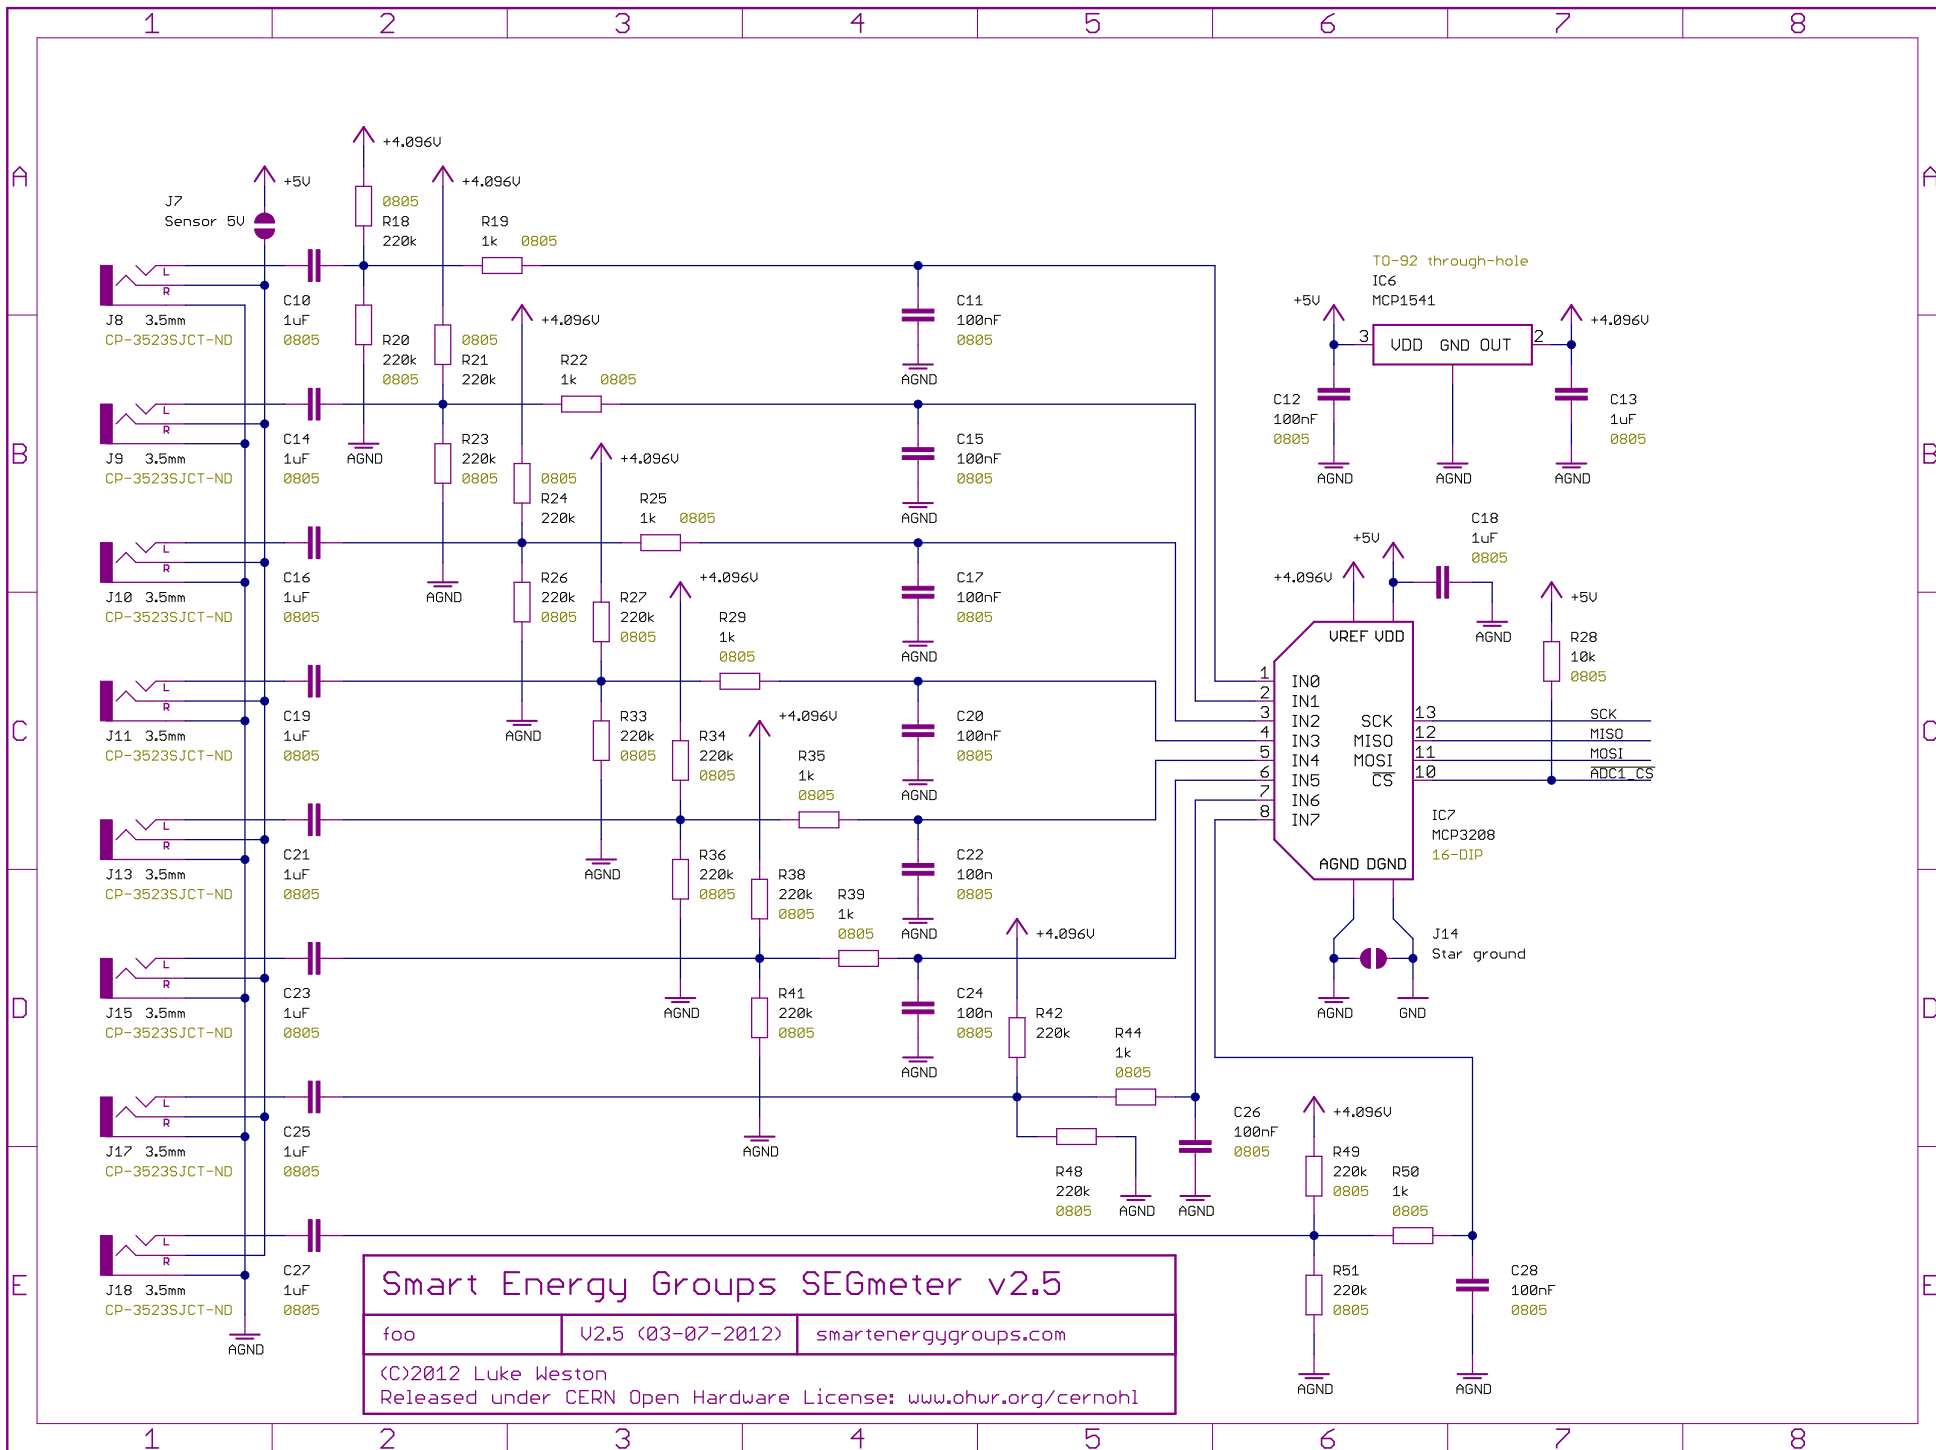 1 2 3 4 5 6 7 8
A
B
C
D
E
A
B
C
D
E
+5V
J7
Sensor 5V
+4.096V
0805
R18
220k
+4.096V
R19
1k 0805
L
R
J8 3.5mm
CP-3523SJCT-ND
C10
1uF
0805
R20
220k
0805
AGND
0805
R21
220k
+4.096V
R22
1k 0805
C11
100nF
0805
AGND
L
R
J9 3.5mm
CP-3523SJCT-ND
C14
1uF
0805
R23
220k
0805
AGND
0805
R24
220k
+4.096V
R25
1k 0805
C15
100nF
0805
AGND
L
R
J10 3.5mm
CP-3523SJCT-ND
C16
1uF
0805
R26
220k
0805
AGND
R27
220k
0805
+4.096V
R29
1k
0805
C17
100nF
0805
AGND
L
R
J11 3.5mm
CP-3523SJCT-ND
C19
1uF
0805
R33
220k
0805
AGND
R34
220k
0805
+4.096V
R35
1k
0805
C20
100nF
0805
AGND
L
R
J13 3.5mm
CP-3523SJCT-ND
C21
1uF
0805
R36
220k
0805
AGND
R38
220k
0805
R39
1k
0805
C22
100n
0805
AGND
L
R
J15 3.5mm
CP-3523SJCT-ND
C23
1uF
0805
R41
220k
0805
AGND
C24
100n
0805
AGND
+4.096V
R42
220k
R44
1k
0805
L
R
J17 3.5mm
CP-3523SJCT-ND
C25
1uF
0805
R48
220k
0805
AGND
C26
100nF
0805
AGND
+4.096V
R49
220k
0805
R50
1k
0805
L
R
J18 3.5mm
CP-3523SJCT-ND
C27
1uF
0805
AGND
R51
220k
0805
AGND
C28
100nF
0805
AGND
TO-92 through-hole
IC6
MCP1541
+5V
3 VDD GND OUT 2
+4.096V
C12
100nF
0805
AGND
AGND
C13
1uF
0805
AGND
+5V
+4.096V
C18
1uF
0805
AGND
+5V
R28
10k
0805
VREF VDD
1 IN0
2 IN1
3 IN2
4 IN3
5 IN4
6 IN5
7 IN6
8 IN7
SCK 13 SCK
MISO 12 MISO
MOSI 11 MOSI
CS 10 ADC1_CS
AGND DGND
IC7
MCP3208
16-DIP
J14
Star ground
AGND
GND
Smart Energy Groups SEGmeter v2.5
foo V2.5 (03-07-2012) smartenergygroups.com
(C)2012 Luke Weston
Released under CERN Open Hardware License: www.ohwr.org/cernohl
1 2 3 4 5 6 7 8